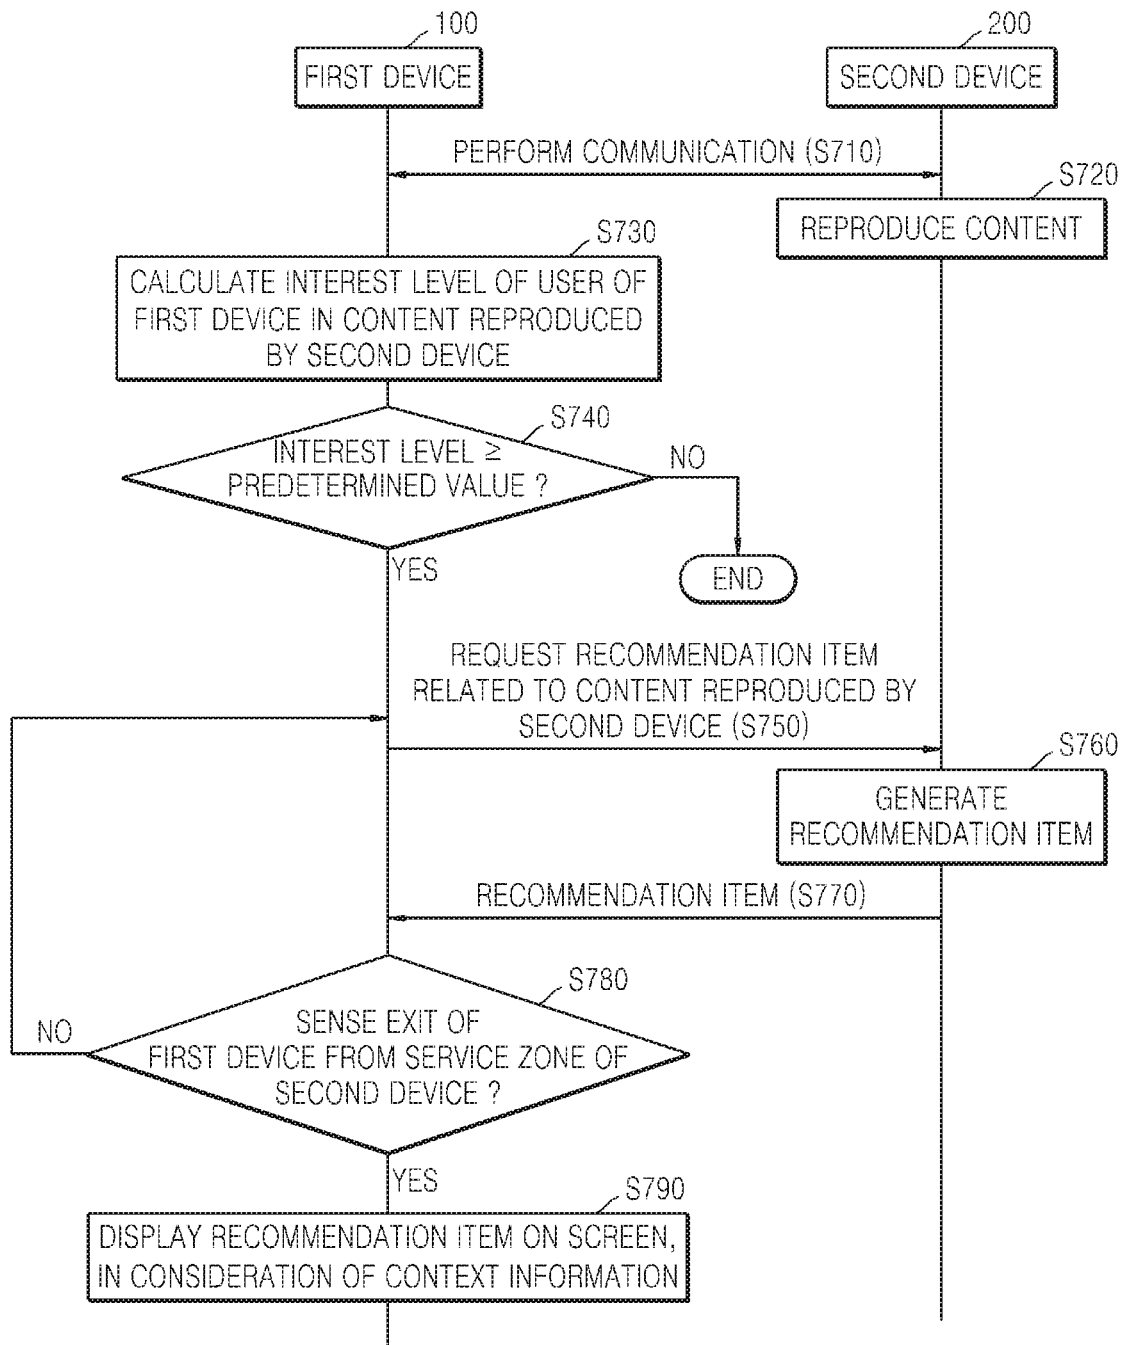 100
FIRST DEVICE
200
SECOND DEVICE
PERFORM COMMUNICATION (S710)
S720
REPRODUCE CONTENT
S730
CALCULATE INTEREST LEVEL OF USER OF
FIRST DEVICE IN CONTENT REPRODUCED
BY SECOND DEVICE
S740
INTEREST LEVEL ≥
PREDETERMINED VALUE ?
NO
YES
END
REQUEST RECOMMENDATION ITEM
RELATED TO CONTENT REPRODUCED BY
SECOND DEVICE (S750)
S760
GENERATE
RECOMMENDATION ITEM
RECOMMENDATION ITEM (S770)
S780
SENSE EXIT OF
FIRST DEVICE FROM SERVICE ZONE OF
SECOND DEVICE ?
NO
YES
S790
DISPLAY RECOMMENDATION ITEM ON SCREEN,
IN CONSIDERATION OF CONTEXT INFORMATION